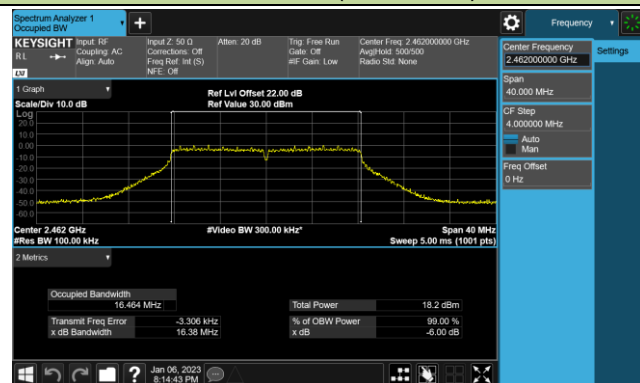 Spectrum Analyzer 1
Occupied BW
Frequency
KEYSIGHT
Input: RF
Input Z: 50 Ω
Atten: 20 dB
Trig: Free Run
Center Freq: 2.462000000 GHz
RL
Coupling: AC
Corrections: Off
Gate: Off
Avg|Hold: 500/500
Align: Auto
Freq Ref: Int (S)
#IF Gain: Low
Radio Std: None
LXI
NFE: Off
Center Frequency
2.462000000 GHz
Settings
Span
40.000 MHz
CF Step
4.000000 MHz
Auto
Man
Freq Offset
0 Hz
1 Graph
Ref Lvl Offset 22.00 dB
Scale/Div 10.0 dB
Ref Value 30.00 dBm
Log
20.0
10.0
0.00
-10.0
-20.0
-30.0
-40.0
-50.0
-60.0
Center 2.462 GHz
#Video BW 300.00 kHz*
Span 40 MHz
#Res BW 100.00 kHz
Sweep 5.00 ms (1001 pts)
2 Metrics
Occupied Bandwidth
16.464 MHz
Total Power
18.2 dBm
Transmit Freq Error
-3.306 kHz
% of OBW Power
99.00 %
x dB Bandwidth
16.38 MHz
x dB
-6.00 dB
Jan 06, 2023
8:14:43 PM